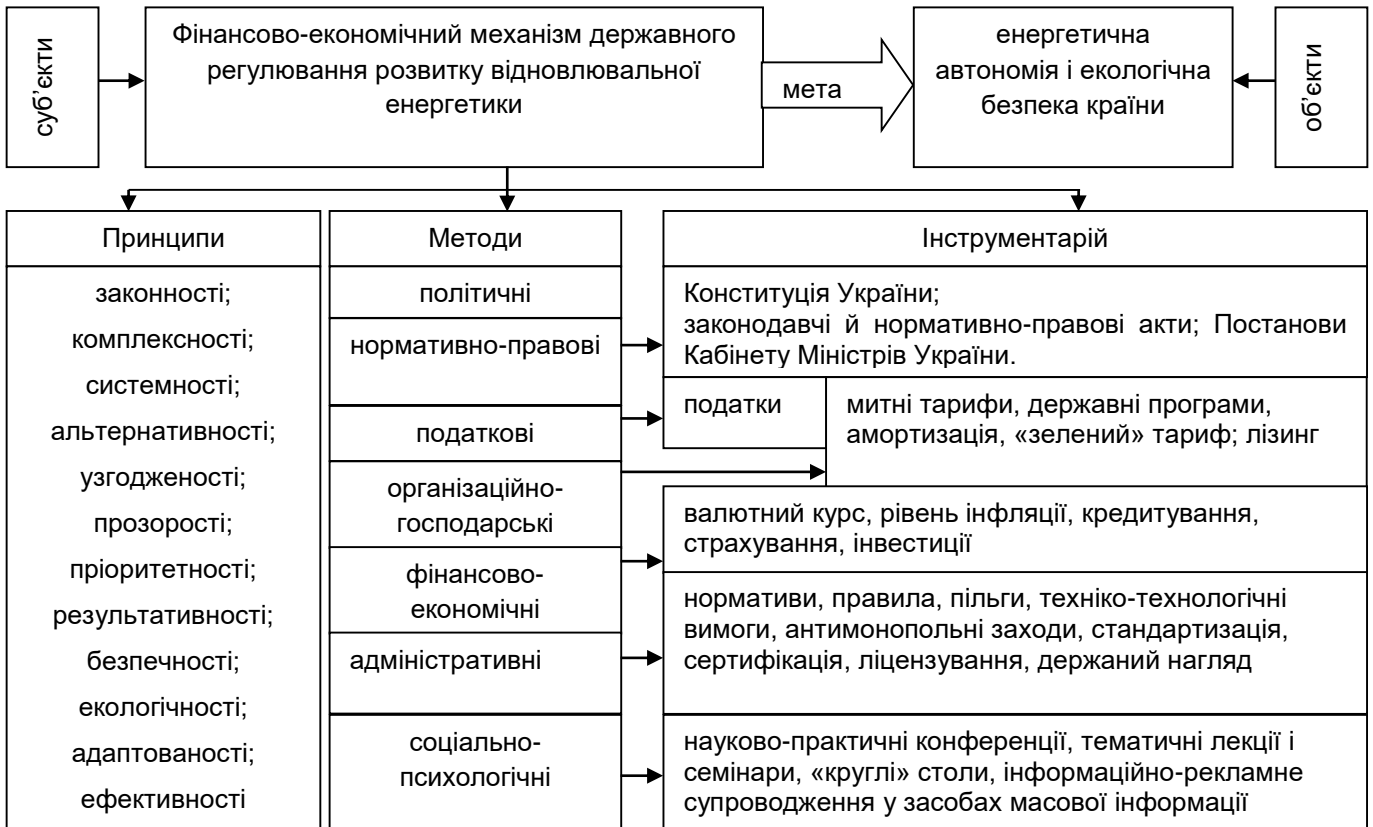 суб’єкти
Фінансово-економічний механізм державного
регулювання розвитку відновлювальної
енергетики
мета
енергетична
автономія і екологічна
безпека країни
об’єкти
Принципи
законності;
комплексності;
системності;
альтернативності;
узгодженості;
прозорості;
пріоритетності;
результативності;
безпечності;
екологічності;
адаптованості;
ефективності
Методи
політичні
нормативно-правові
податкові
організаційно-
господарські
фінансово-
економічні
адміністративні
соціально-
психологічні
Інструментарій
Конституція України;
законодавчі й нормативно-правові акти; Постанови
Кабінету Міністрів України.
податки
митні тарифи, державні програми,
амортизація, «зелений» тариф; лізинг
валютний курс, рівень інфляції, кредитування,
страхування, інвестиції
нормативи, правила, пільги, техніко-технологічні
вимоги, антимонопольні заходи, стандартизація,
сертифікація, ліцензування, держаний нагляд
науково-практичні конференції, тематичні лекції і
семінари, «круглі» столи, інформаційно-рекламне
супроводження у засобах масової інформації